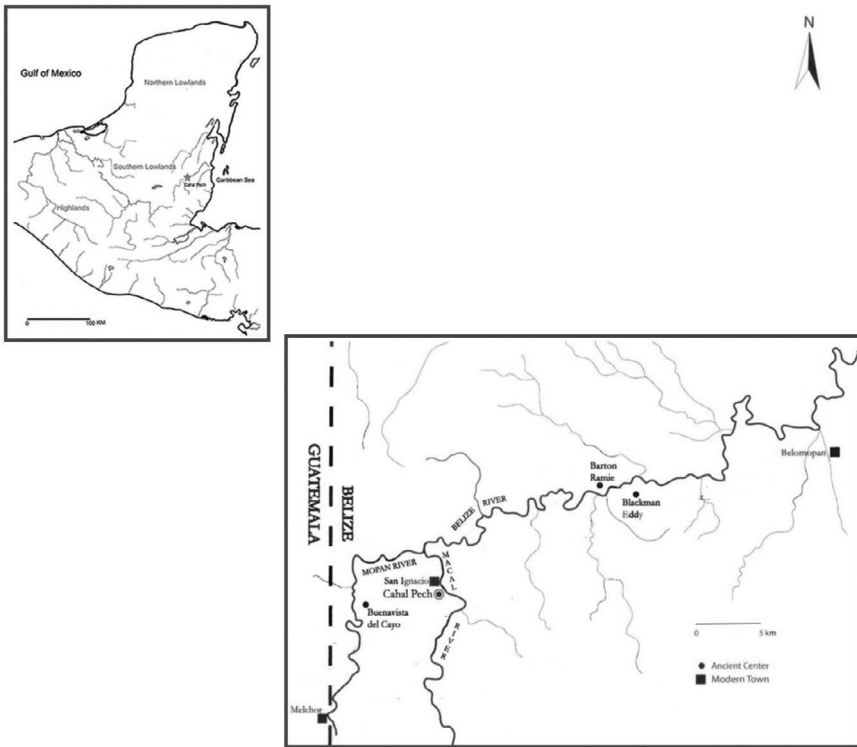 N
Gulf of Mexico
Northern Lowlands
Southern Lowlands
Cahal Pech
Caribbean Sea
Highlands
0 100 KM
GUATEMALA
BELIZE
Belomopan
Barton
Ramie
Blackman
Eddy
BELIZE RIVER
MOPAN RIVER
MACAL
RIVER
San Ignacio
Cahal Pech
Buenavista
del Cayo
Melchor
0 5 km
Ancient Center
Modern Town